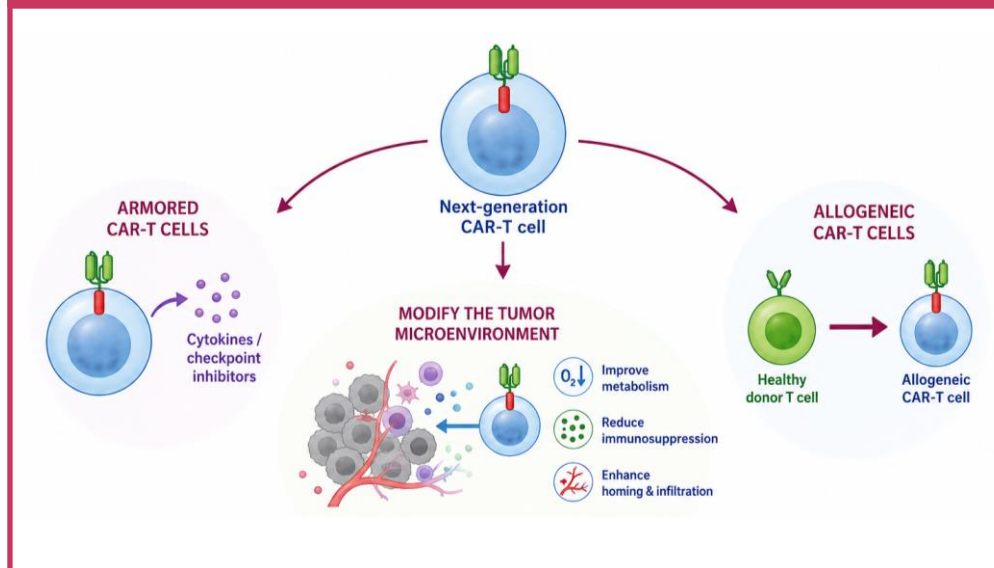 Next-generation
CAR-T cell
ARMORED
CAR-T CELLS
Cytokines /
checkpoint
inhibitors
MODIFY THE TUMOR
MICROENVIRONMENT
O₂↓
Improve
metabolism
Reduce
immunosuppression
Enhance
homing & infiltration
ALLOGENEIC
CAR-T CELLS
Healthy
donor T cell
Allogeneic
CAR-T cell